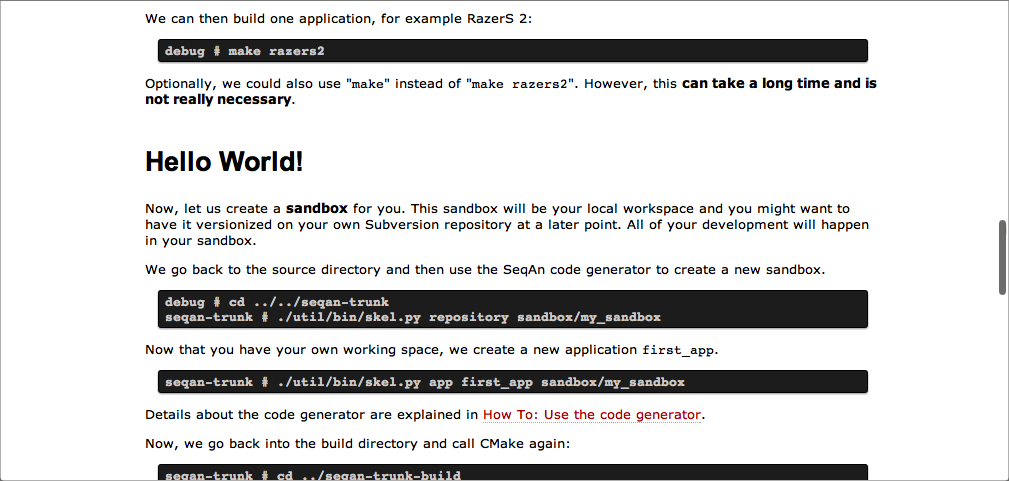 We can then build one application, for example RazerS 2:
debug # make razers2
Optionally, we could also use "make" instead of "make razers2". However, this can take a long time and is
not really necessary.
Hello World!
Now, let us create a sandbox for you. This sandbox will be your local workspace and you might want to
have it versionized on your own Subversion repository at a later point. All of your development will happen
in your sandbox.
We go back to the source directory and then use the SeqAn code generator to create a new sandbox.
debug # cd ../../seqan-trunk
seqan-trunk # ./util/bin/skel.py repository sandbox/my_sandbox
Now that you have your own working space, we create a new application first_app.
seqan-trunk # ./util/bin/skel.py app first_app sandbox/my_sandbox
Details about the code generator are explained in How To: Use the code generator.
Now, we go back into the build directory and call CMake again:
seqan-trunk # cd ../seqan-trunk-build